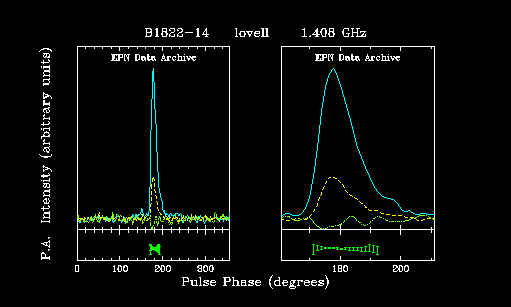 B1822-14 lovell 1.408 GHz
EPN Data Archive EPN Data Archive
Intensity (arbitrary units)
P.A.
0 100 200 300 180 200
Pulse Phase (degrees)